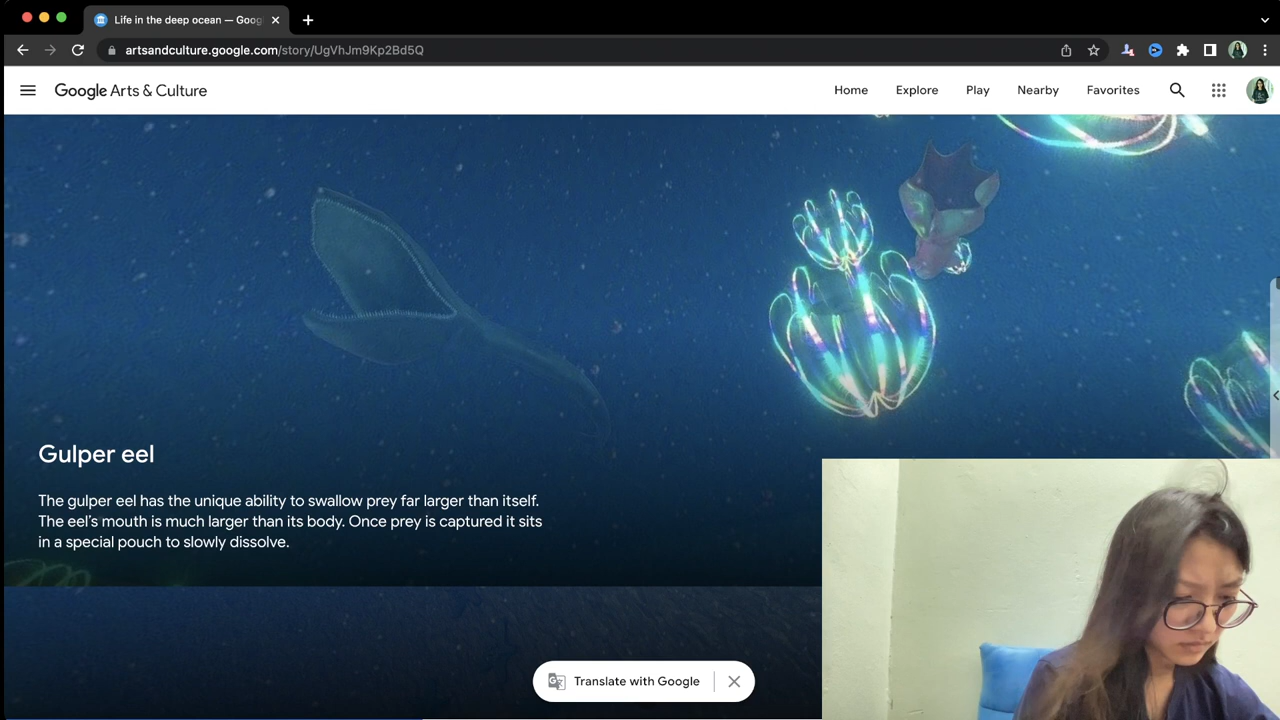 Life in the deep ocean — Goog
artsandculture.google.com/story/UgVhJm9Kp2Bd5Q
Google Arts & Culture
Home
Explore
Play
Nearby
Favorites
Gulper eel
The gulper eel has the unique ability to swallow prey far larger than itself.
The eel's mouth is much larger than its body. Once prey is captured it sits
in a special pouch to slowly dissolve.
Translate with Google